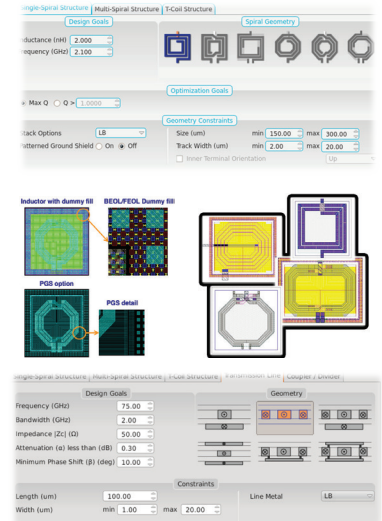 Single-Spiral Structure Multi-Spiral Structure T-Coil Structure
Design Goals Spiral Geometry
Inductance (nH) 2.000
Frequency (GHz) 2.100
Optimization Goals
Max Q Q > 1.0000
Geometry Constraints
Stack Options LB Size (um) min 150.00 max 300.00
Patterned Ground Shield On Off Track Width (um) min 2.00 max 20.00
Inner Terminal Orientation Up
Inductor with dummy fill BEOL/FEOL Dummy fill
PGS option
PGS detail
Single-Spiral Structure Multi-Spiral Structure T-Coil Structure Transmission Line Coupler / Divider
Design Goals Geometry
Frequency (GHz) 75.00
Bandwidth (GHz) 2.00
Impedance [Zc] (Ω) 50.00
Attenuation (α) less than (dB) 0.30
Minimum Phase Shift (β) (deg) 10.00
Constraints
Length (um) 100.00 Line Metal LB
Width (um) min 1.00 max 20.00